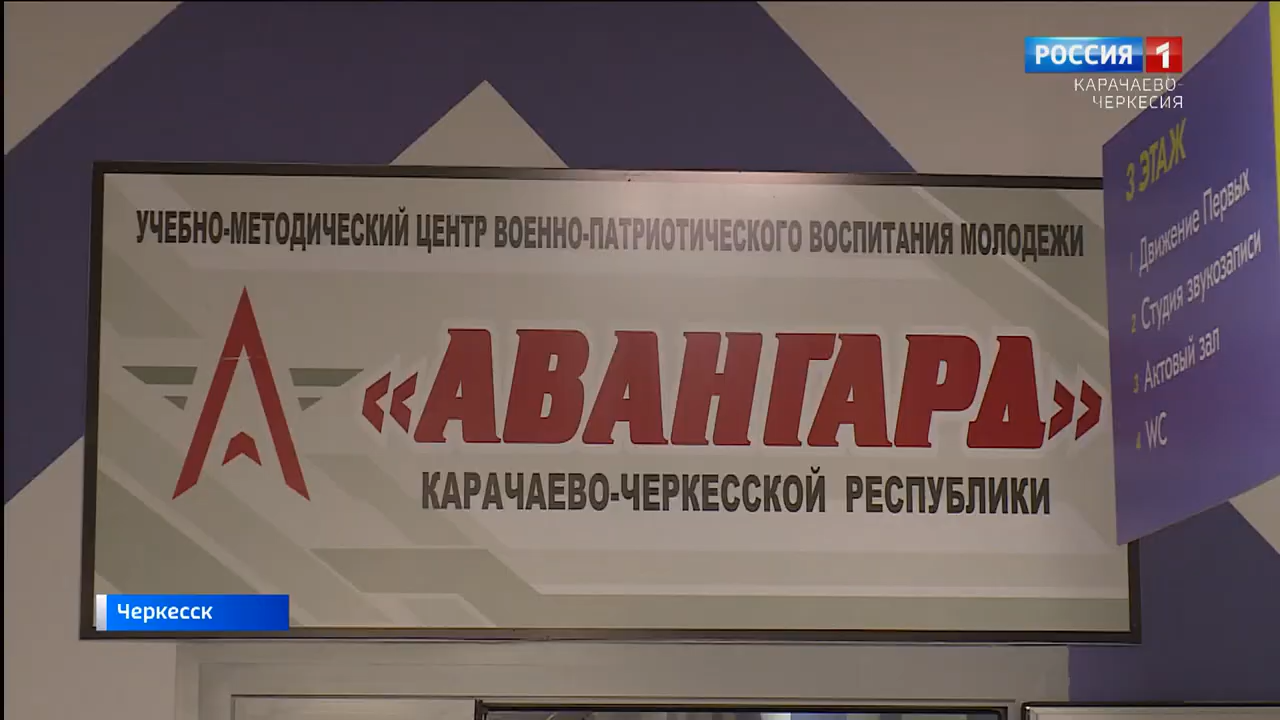 РОССИЯ 1
КАРАЧАЕВО-
ЧЕРКЕСИЯ
УЧЕБНО-МЕТОДИЧЕСКИЙ ЦЕНТР ВОЕННО-ПАТРИОТИЧЕСКОГО ВОСПИТАНИЯ МОЛОДЕЖИ
«АВАНГАРД»
КАРАЧАЕВО-ЧЕРКЕССКОЙ РЕСПУБЛИКИ
3 ЭТАЖ
1 Движение Первых
2 Студия звукозаписи
3 Актовый зал
4 WC
Черкесск